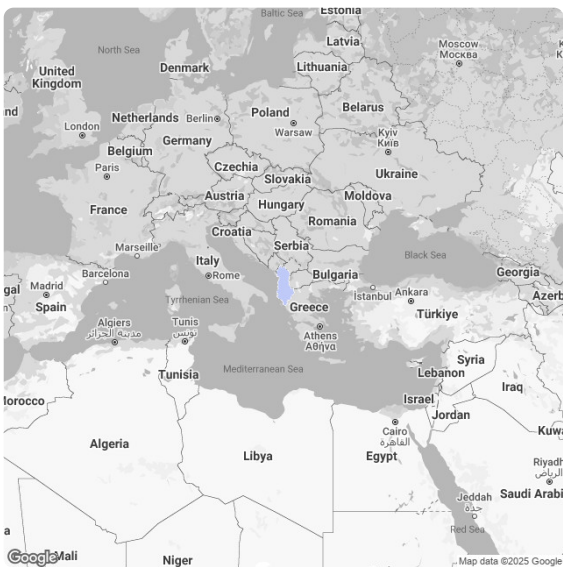 Estonia
Baltic Sea
North Sea
Latvia
Moscow
Москва
Denmark
Lithuania
United
Kingdom
Belarus
Netherlands
Berlin
Poland
London
Warsaw
Germany
Belgium
Kyiv
Київ
Paris
Czechia
Ukraine
Slovakia
Austria
Moldova
Hungary
France
Romania
Croatia
Serbia
Marseille
Italy
Black Sea
Barcelona
Rome
Bulgaria
Georgia
Madrid
Spain
Tyrrhenian Sea
Istanbul
Ankara
Greece
Türkiye
Algiers
مدينة الجزائر
Tunis
تونس
Athens
Αθήνα
Syria
Mediterranean Sea
Lebanon
Tunisia
Iraq
Israel
Morocco
Jordan
Cairo
القاهرة
Algeria
Libya
Egypt
Riyadh
الرياض
Jeddah
جدة
Saudi Arabi
Red Sea
Google
Mali
Niger
Map data ©2025 Google